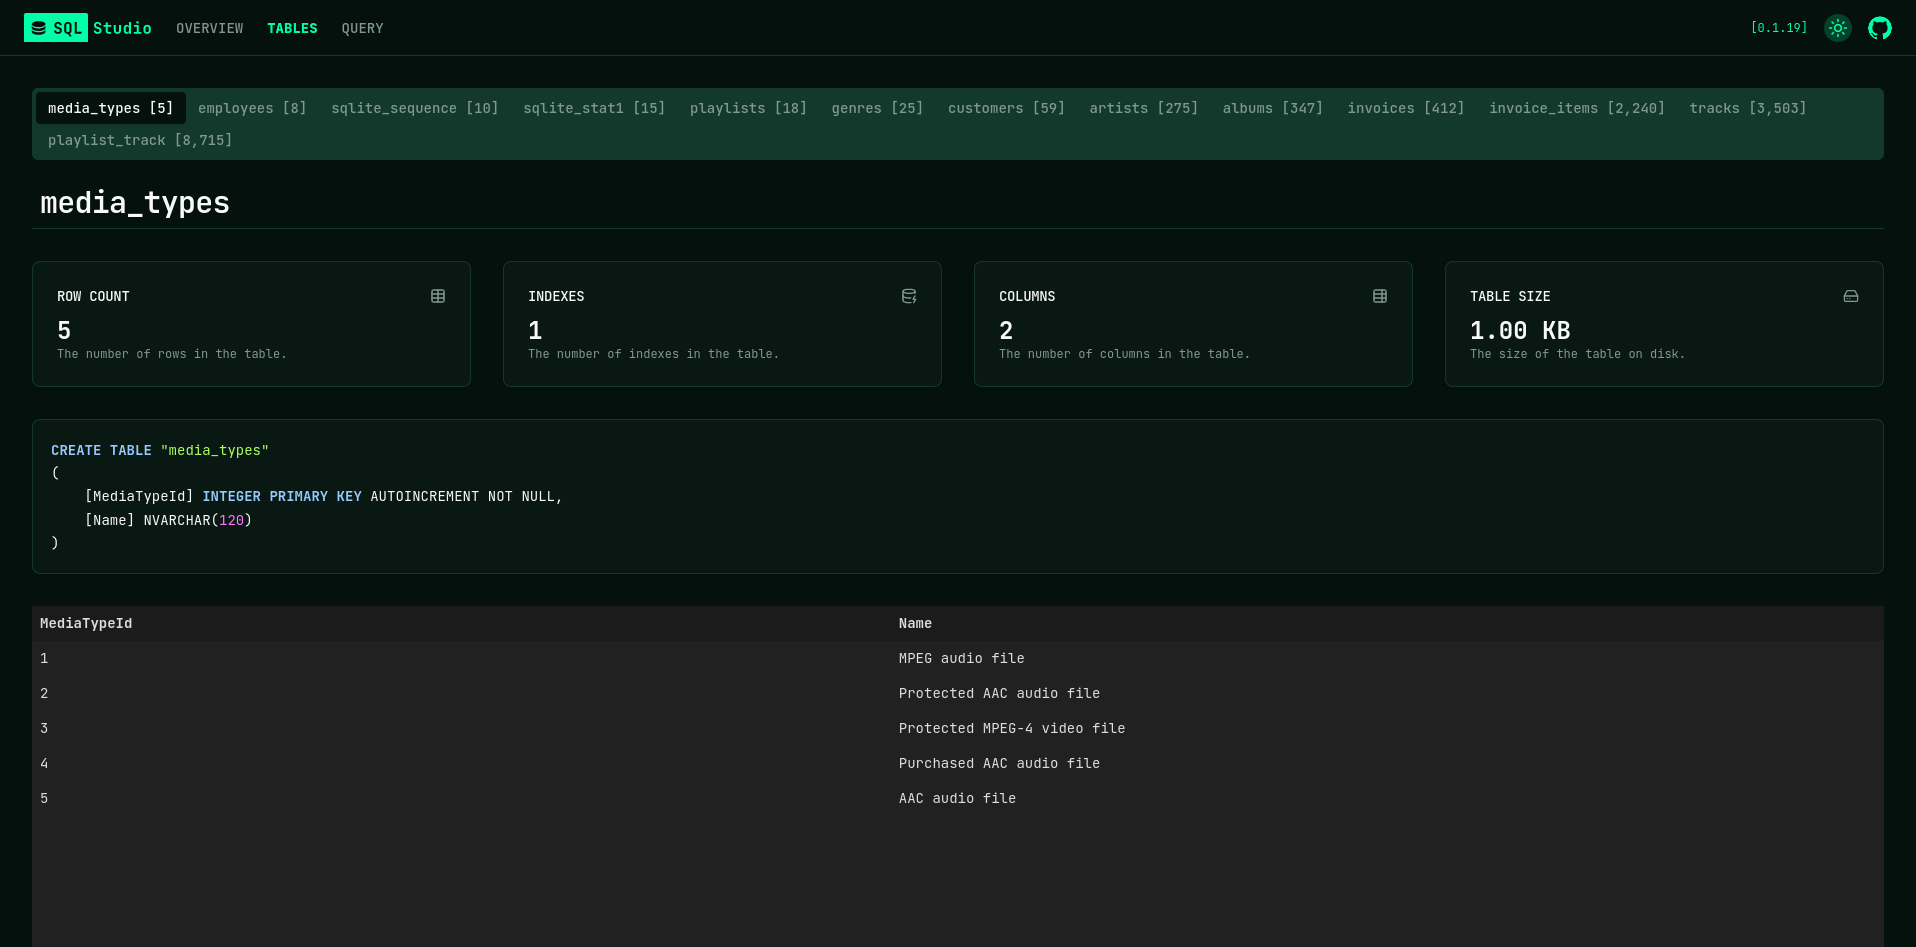 SQL Studio OVERVIEW TABLES QUERY [0.1.19]
media_types [5] employees [8] sqlite_sequence [10] sqlite_stat1 [15] playlists [18] genres [25] customers [59] artists [275] albums [347] invoices [412] invoice_items [2,240] tracks [3,503]
playlist_track [8,715]
media_types
ROW COUNT INDEXES COLUMNS TABLE SIZE
5 1 2 1.00 KB
The number of rows in the table. The number of indexes in the table. The number of columns in the table. The size of the table on disk.
CREATE TABLE "media_types"
(
    [MediaTypeId] INTEGER PRIMARY KEY AUTOINCREMENT NOT NULL,
    [Name] NVARCHAR(120)
)
MediaTypeId Name
1 MPEG audio file
2 Protected AAC audio file
3 Protected MPEG-4 video file
4 Purchased AAC audio file
5 AAC audio file